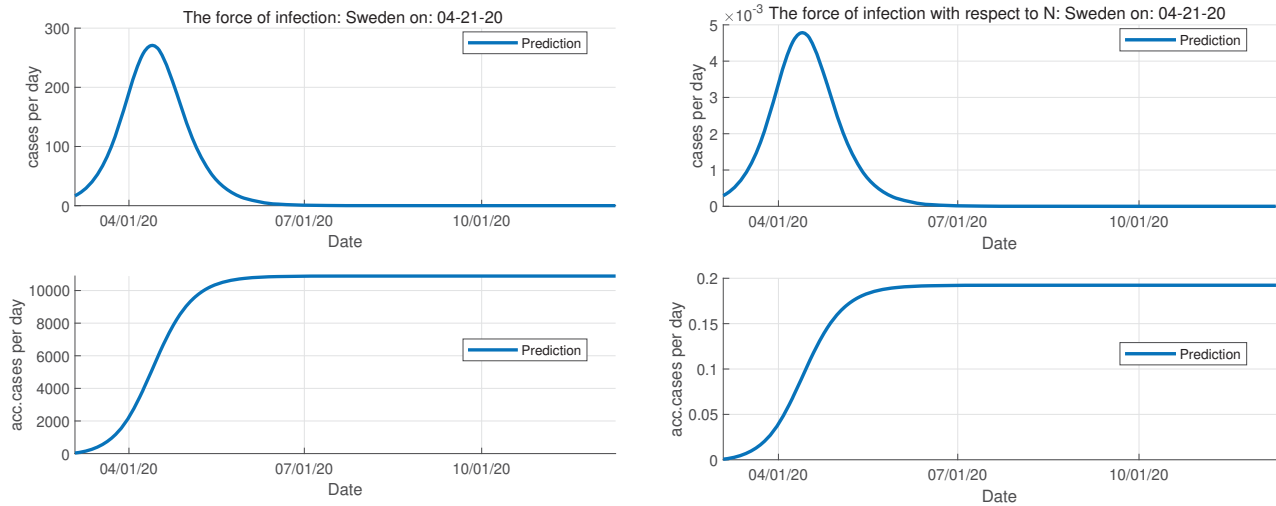 The force of infection: Sweden on: 04-21-20
300
200
100
0
cases per day
Prediction
04/01/20
07/01/20
10/01/20
Date
×10⁻³
The force of infection with respect to N: Sweden on: 04-21-20
5
4
3
2
1
0
cases per day
Prediction
04/01/20
07/01/20
10/01/20
Date
10000
8000
6000
4000
2000
0
acc.cases per day
Prediction
04/01/20
07/01/20
10/01/20
Date
0.2
0.15
0.1
0.05
0
acc.cases per day
Prediction
04/01/20
07/01/20
10/01/20
Date